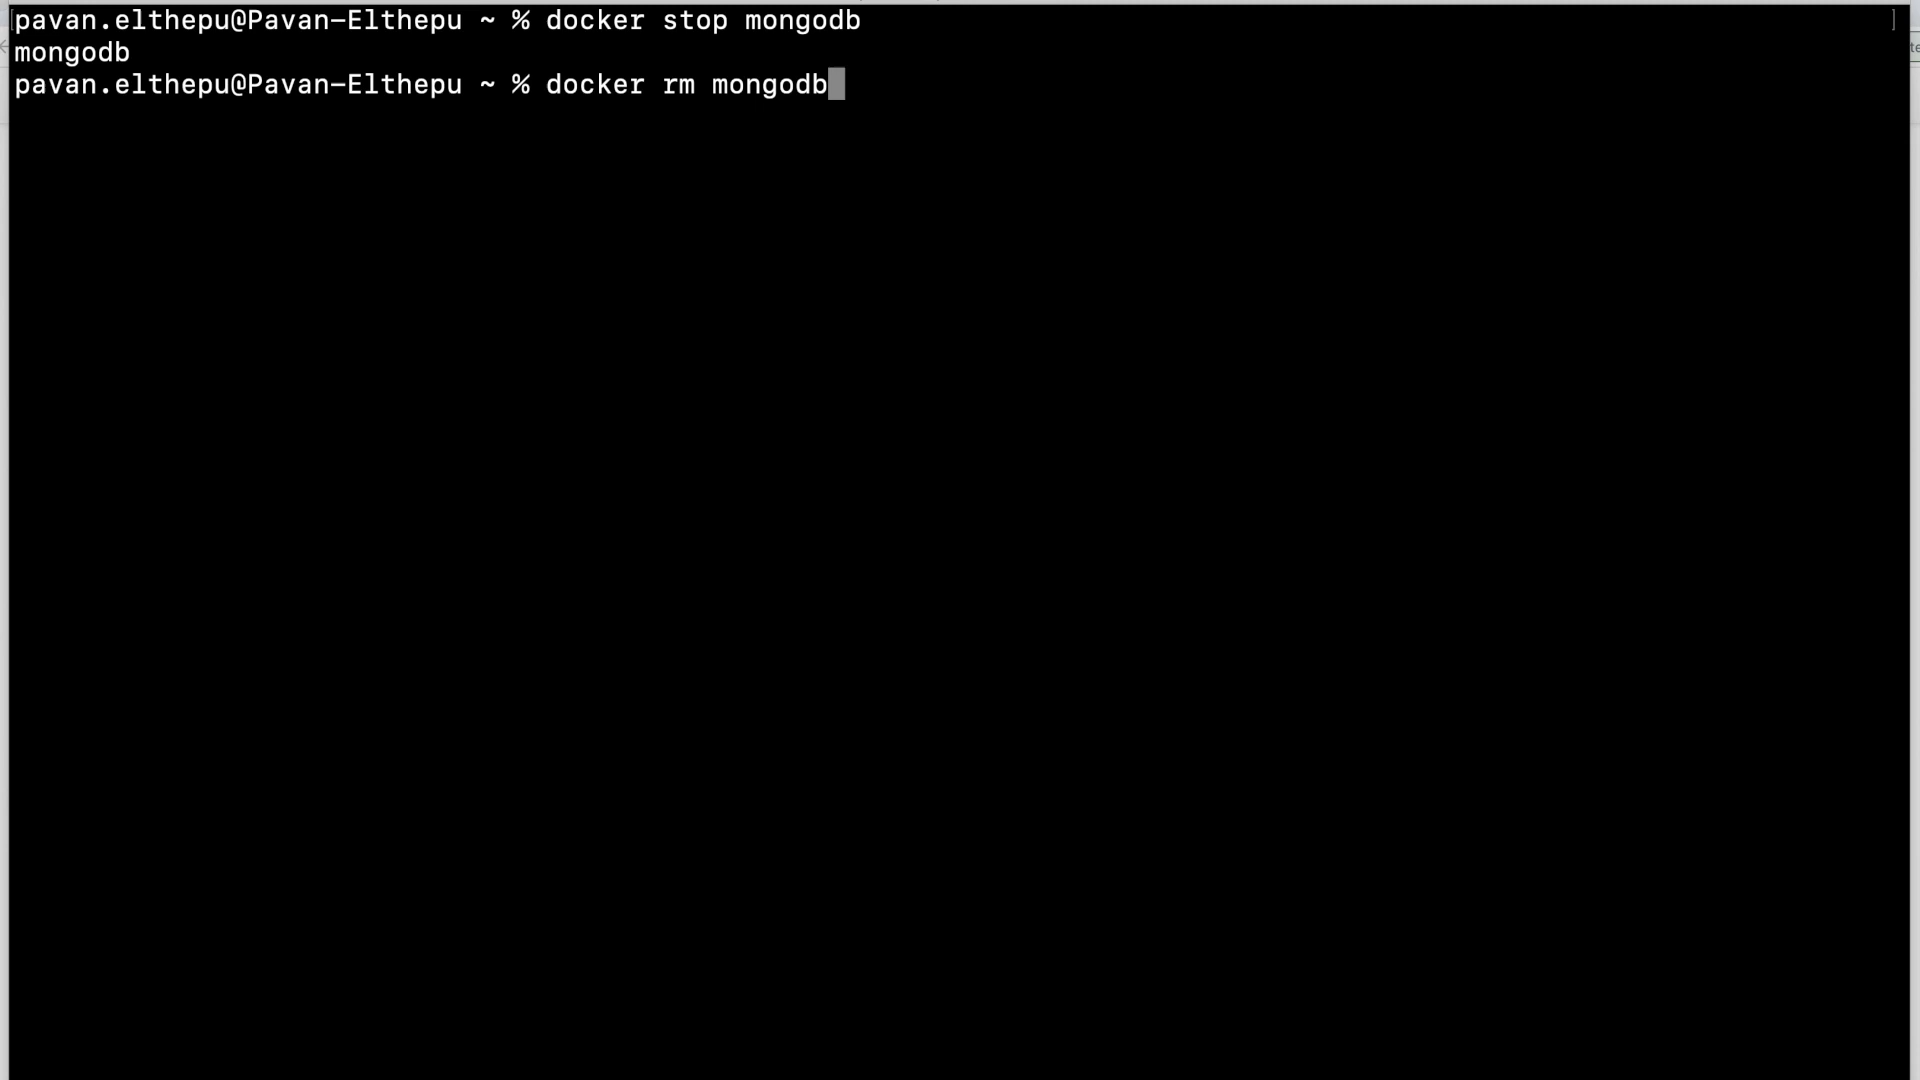 pavan.elthepu@Pavan-Elthepu ~ % docker stop mongodb
mongodb
pavan.elthepu@Pavan-Elthepu ~ % docker rm mongodb